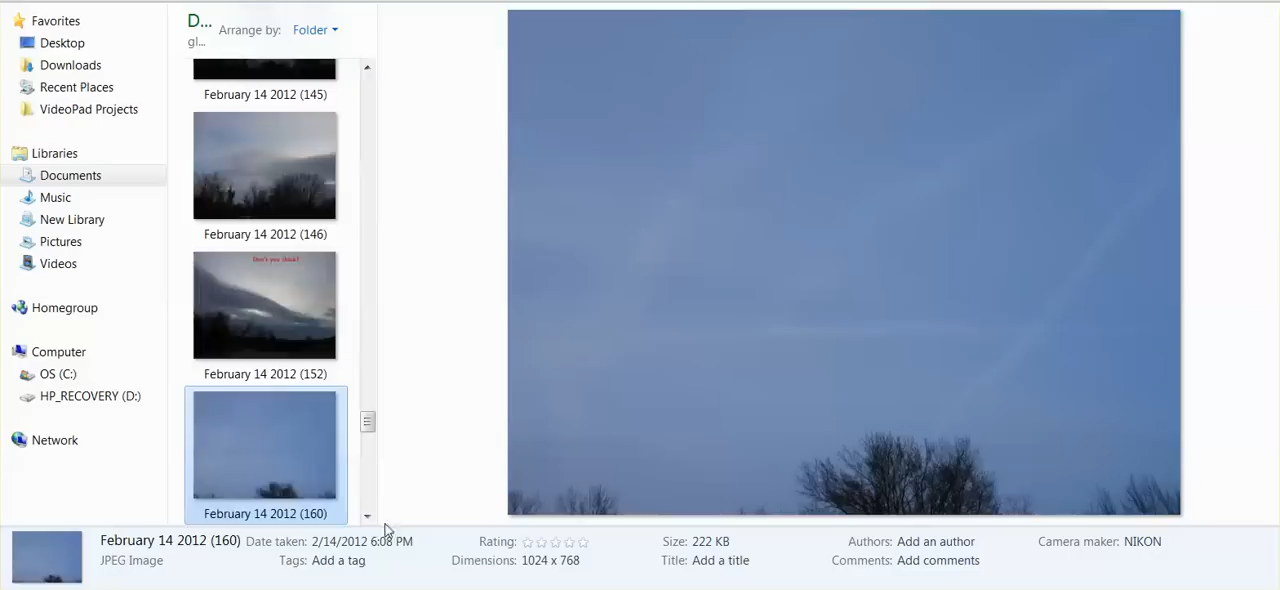 Favorites
Desktop
Downloads
Recent Places
VideoPad Projects
Libraries
Documents
Music
New Library
Pictures
Videos
Homegroup
Computer
OS (C:)
HP_RECOVERY (D:)
Network
D...
gl...
Arrange by: Folder
February 14 2012 (145)
February 14 2012 (146)
Don't you think?
February 14 2012 (152)
February 14 2012 (160)
February 14 2012 (160) Date taken: 2/14/2012 6:08 PM Rating: Size: 222 KB Authors: Add an author Camera maker: NIKON
JPEG Image Tags: Add a tag Dimensions: 1024 x 768 Title: Add a title Comments: Add comments